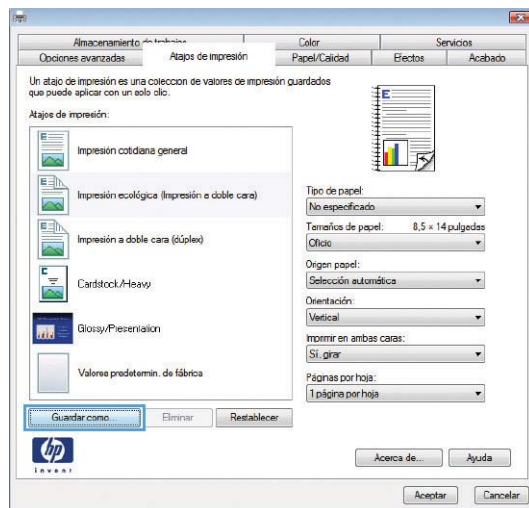 Almacenamiento de trabajos Color Servicios
Opciones avanzadas Atajos de impresión Papel/Calidad Efectos Acabado
Un atajo de impresión es una coleccion de valores de impresión guardados
que puede aplicar con un solo clic.
Atajos de impresión:
E
Impresión cotidiana general
Impresión ecológica (Impresión a doble cara)
Impresión a doble cara (dúplex)
Cardstock/Heavy
Glossy/Presentation
Valores predetermin. de fábrica
Guardar como... Eliminar Restablecer
Tipo de papel:
No especificado
Tamaños de papel: 8,5 × 14 pulgadas
Oficio
Origen papel:
Selección automática
Orientación:
Vertical
Imprimir en ambas caras:
Sí, girar
Páginas por hoja:
1 página por hoja
hp
invent
Acerca de... Ayuda
Aceptar Cancelar